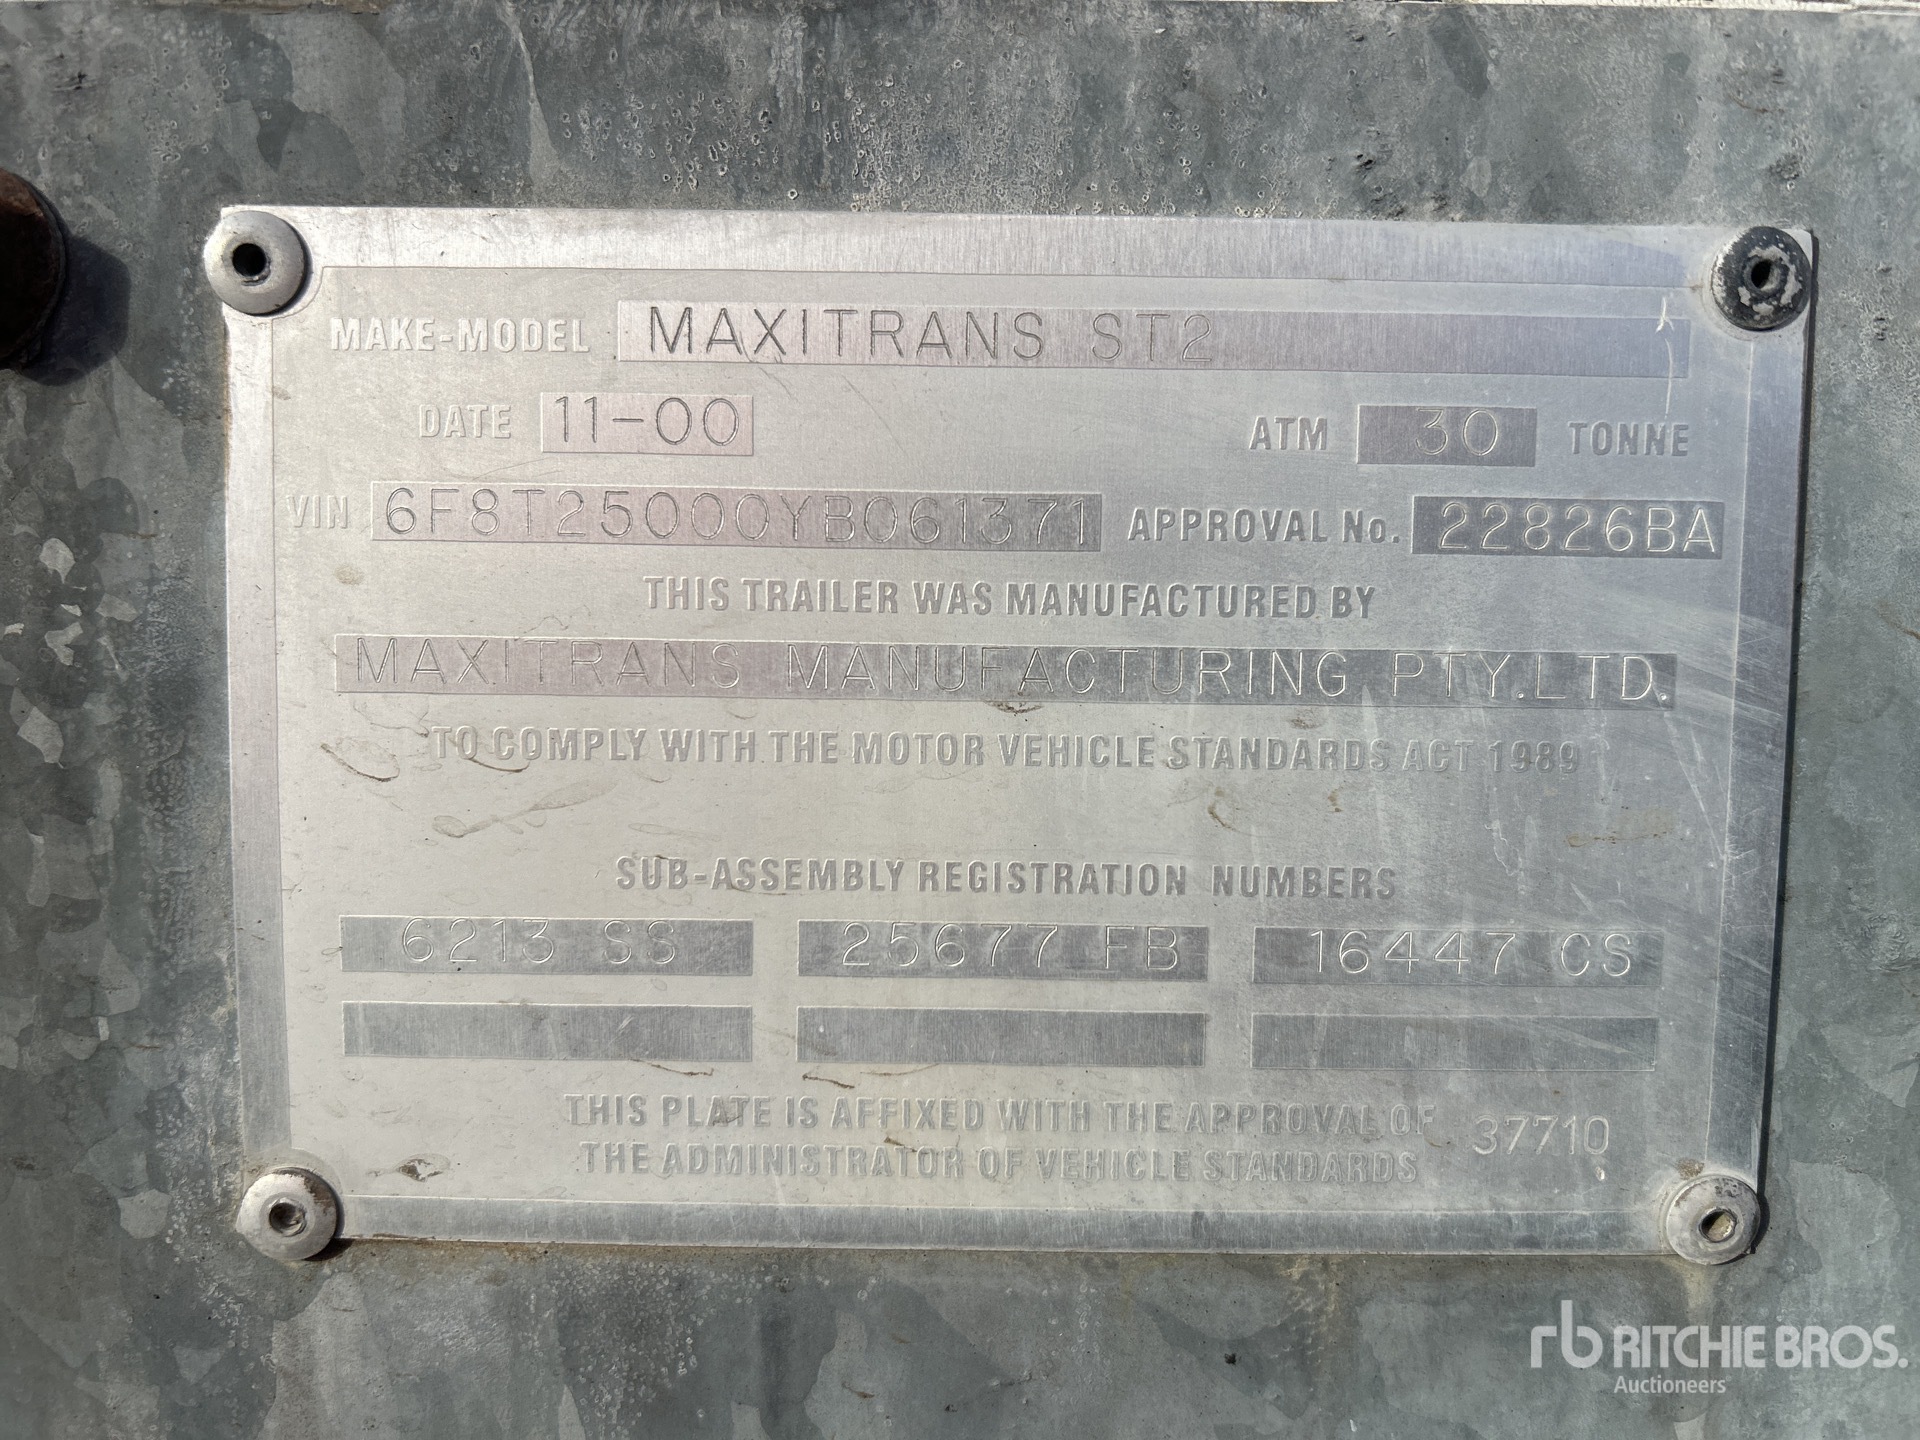 MAKE-MODEL MAXITRANS ST2
DATE 11-00 ATM 30 TONNE
VIN 6F8T25000YB061371 APPROVAL No. 22826BA
THIS TRAILER WAS MANUFACTURED BY
MAXITRANS MANUFACTURING PTY.LTD.
TO COMPLY WITH THE MOTOR VEHICLE STANDARDS ACT 1989
SUB-ASSEMBLY REGISTRATION NUMBERS
6213 SS 25677 FB 16447 CS
THIS PLATE IS AFFIXED WITH THE APPROVAL OF
THE ADMINISTRATOR OF VEHICLE STANDARDS
37710
rb RITCHIE BROS.
Auctioneers